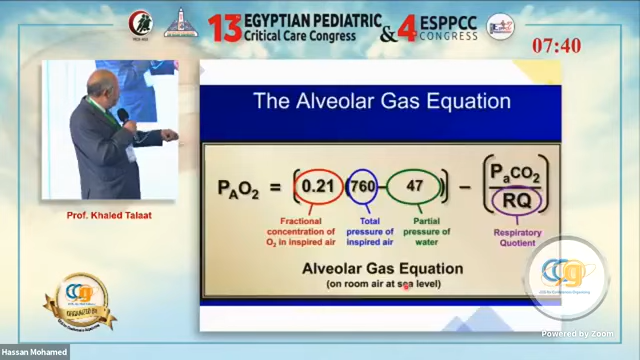 13 EGYPTIAN PEDIATRIC
Critical Care Congress
& 4 ESPPCC
CONGRESS
07:40
The Alveolar Gas Equation
PAO2 = [0.21 (760 - 47)] - (PaCO2
RQ)
Fractional
concentration of
O2 in inspired air
Total
pressure of
inspired air
Partial
pressure of
water
Respiratory
Quotient
Alveolar Gas Equation
(on room air at sea level)
Prof. Khaled Talaat
ORGANIZED BY
Powered by Zoom
Hassan Mohamed